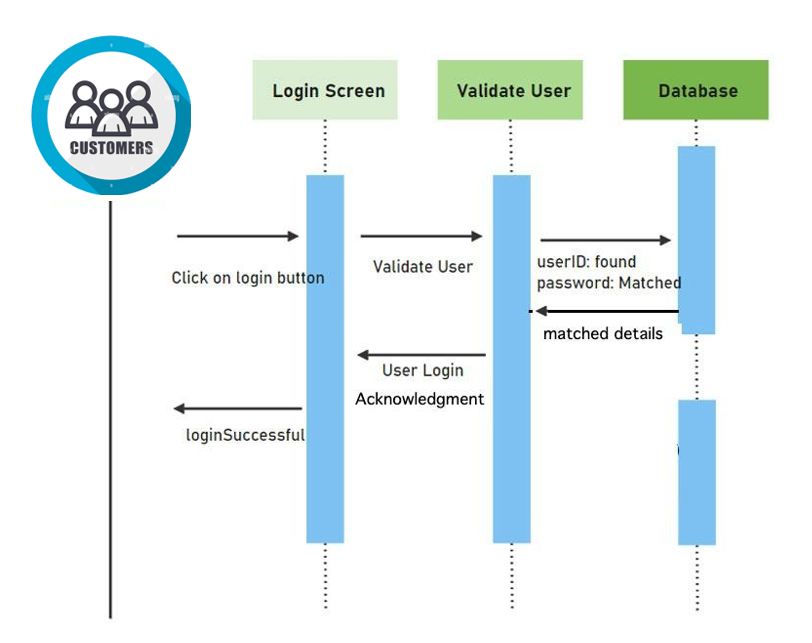 CUSTOMERS
Login Screen
Validate User
Database
Click on login button
Validate User
userID: found
password: Matched
matched details
User Login
Acknowledgment
loginSuccessful